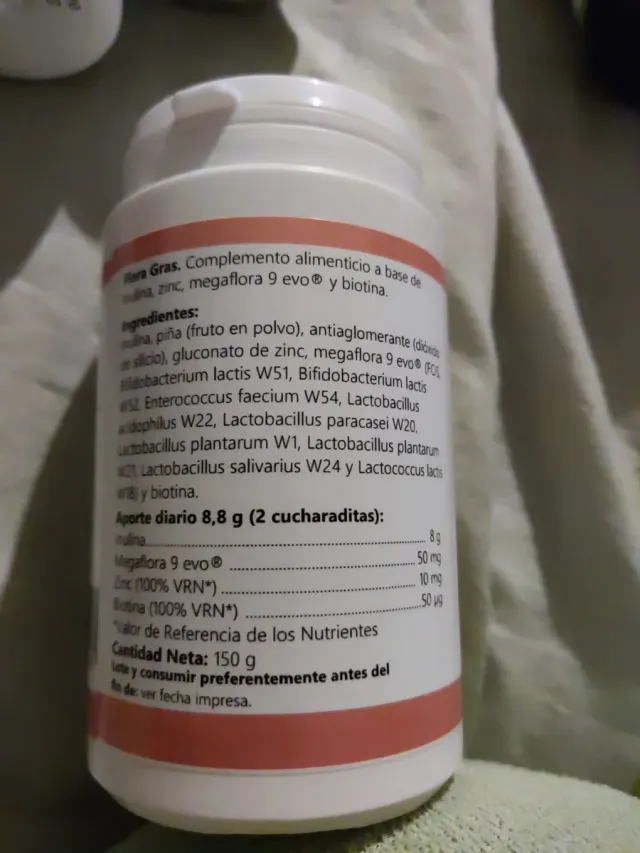 Flora Gras. Complemento alimenticio a base de
inulina, zinc, megaflora 9 evo® y biotina.
Ingredientes:
Inulina, piña (fruto en polvo), antiaglomerante (dióxido
de silicio), gluconato de zinc, megaflora 9 evo® (FOS,
Bifidobacterium lactis W51, Bifidobacterium lactis
W52, Enterococcus faecium W54, Lactobacillus
acidophilus W22, Lactobacillus paracasei W20,
Lactobacillus plantarum W1, Lactobacillus plantarum
W21, Lactobacillus salivarius W24 y Lactococcus lactis
W18) y biotina.
Aporte diario 8,8 g (2 cucharaditas):
Inulina 8 g
Megaflora 9 evo® 50 mg
Zinc (100% VRN*) 10 mg
Biotina (100% VRN*) 50 µg
*Valor de Referencia de los Nutrientes
Cantidad Neta: 150 g
Lote y consumir preferentemente antes del
fin de: ver fecha impresa.